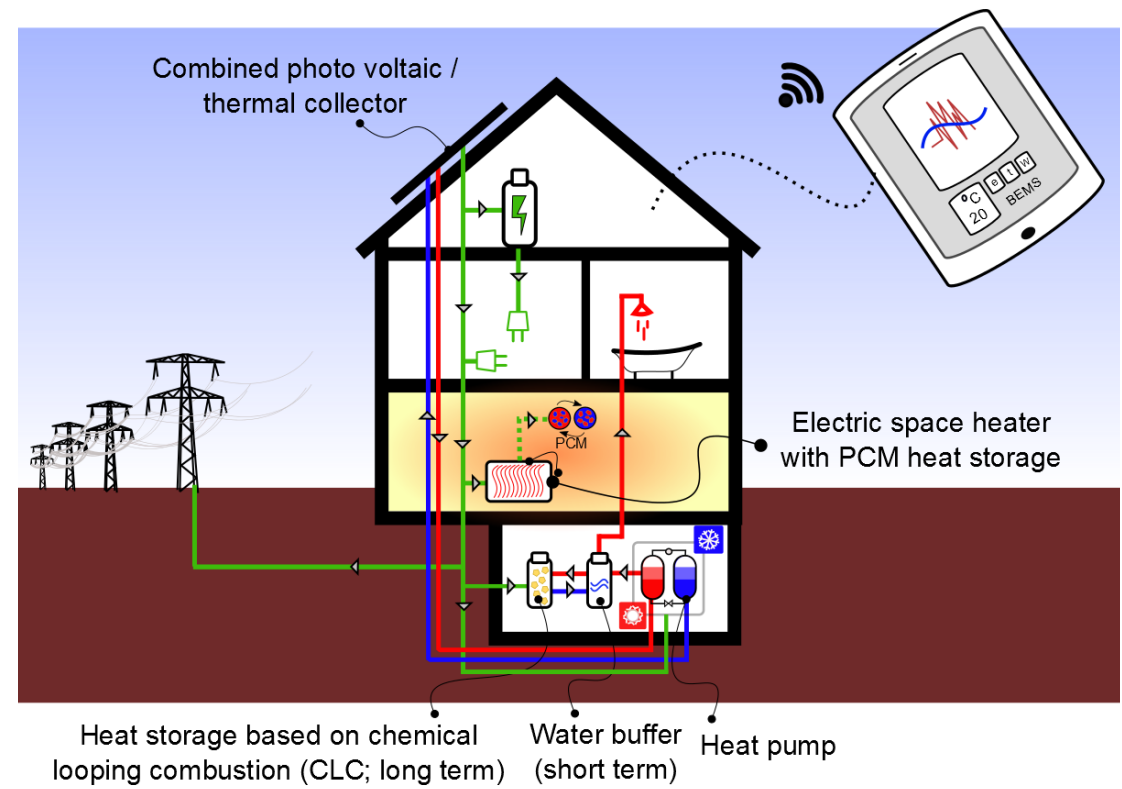 Combined photo voltaic /
thermal collector
°C
20
e t w
BEMS
PCM
Electric space heater
with PCM heat storage
Heat storage based on chemical
looping combustion (CLC; long term)
Water buffer
(short term)
Heat pump